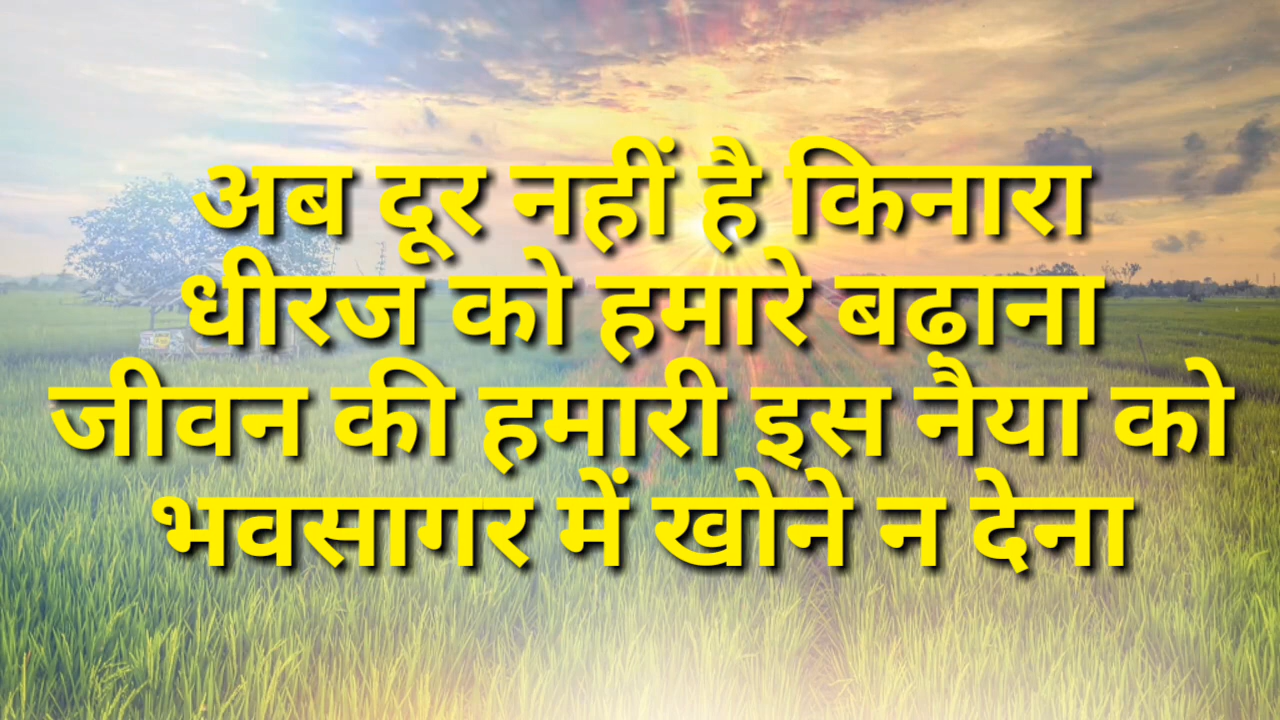 अब दूर नहीं है किनारा
धीरज को हमारे बढ़ाना
जीवन की हमारी इस नैया को
भवसागर में खोने न देना